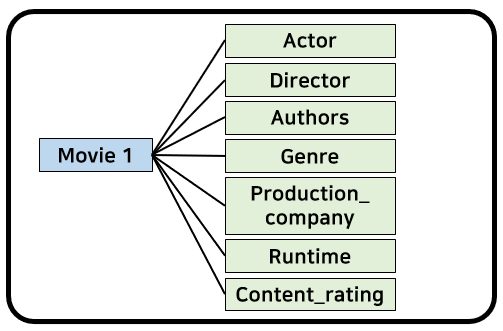 Actor
Director
Authors
Movie 1
Genre
Production_
company
Runtime
Content_rating